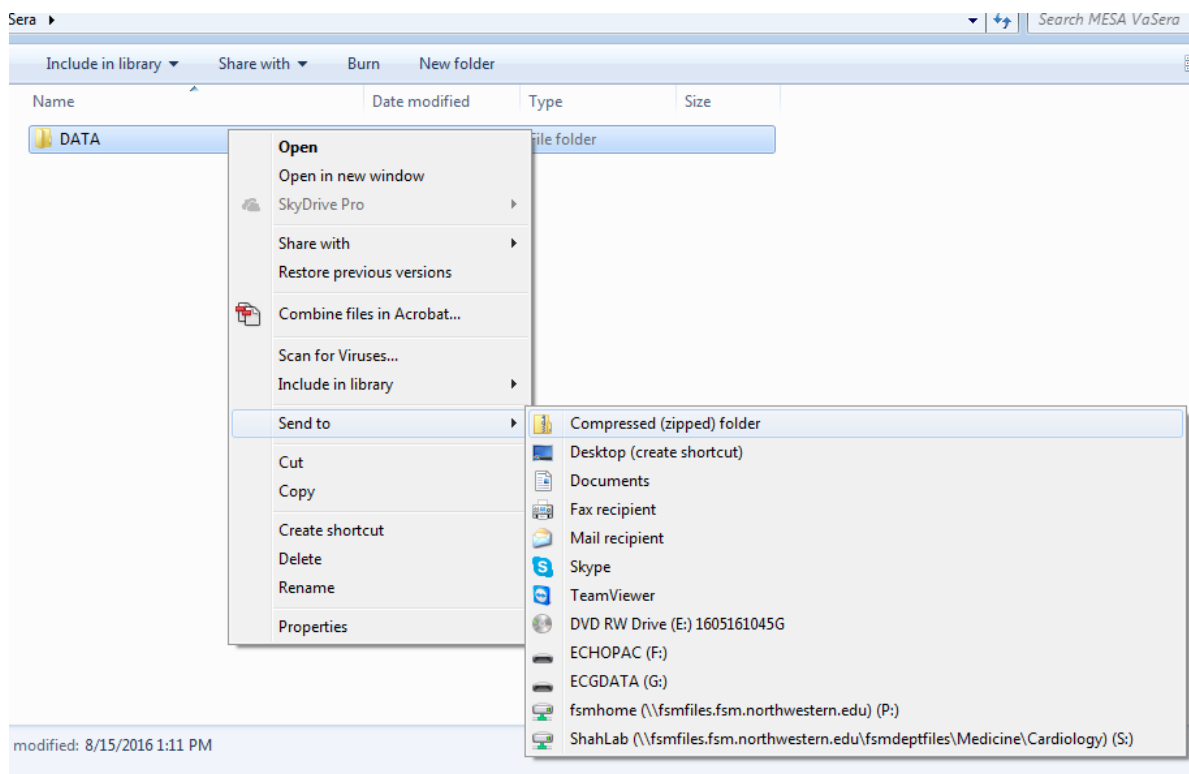 Sera
Search MESA VaSera
Include in library Share with Burn New folder
Name Date modified Type Size
DATA File folder
Open
Open in new window
SkyDrive Pro
Share with
Restore previous versions
Combine files in Acrobat...
Scan for Viruses...
Include in library
Send to
Cut
Copy
Create shortcut
Delete
Rename
Properties
Compressed (zipped) folder
Desktop (create shortcut)
Documents
Fax recipient
Mail recipient
Skype
TeamViewer
DVD RW Drive (E:) 1605161045G
ECHOPAC (F:)
ECGDATA (G:)
fsmhome (\\fsmfiles.fsm.northwestern.edu) (P:)
ShahLab (\\fsmfiles.fsm.northwestern.edu\fsmdeptfiles\Medicine\Cardiology) (S:)
modified: 8/15/2016 1:11 PM